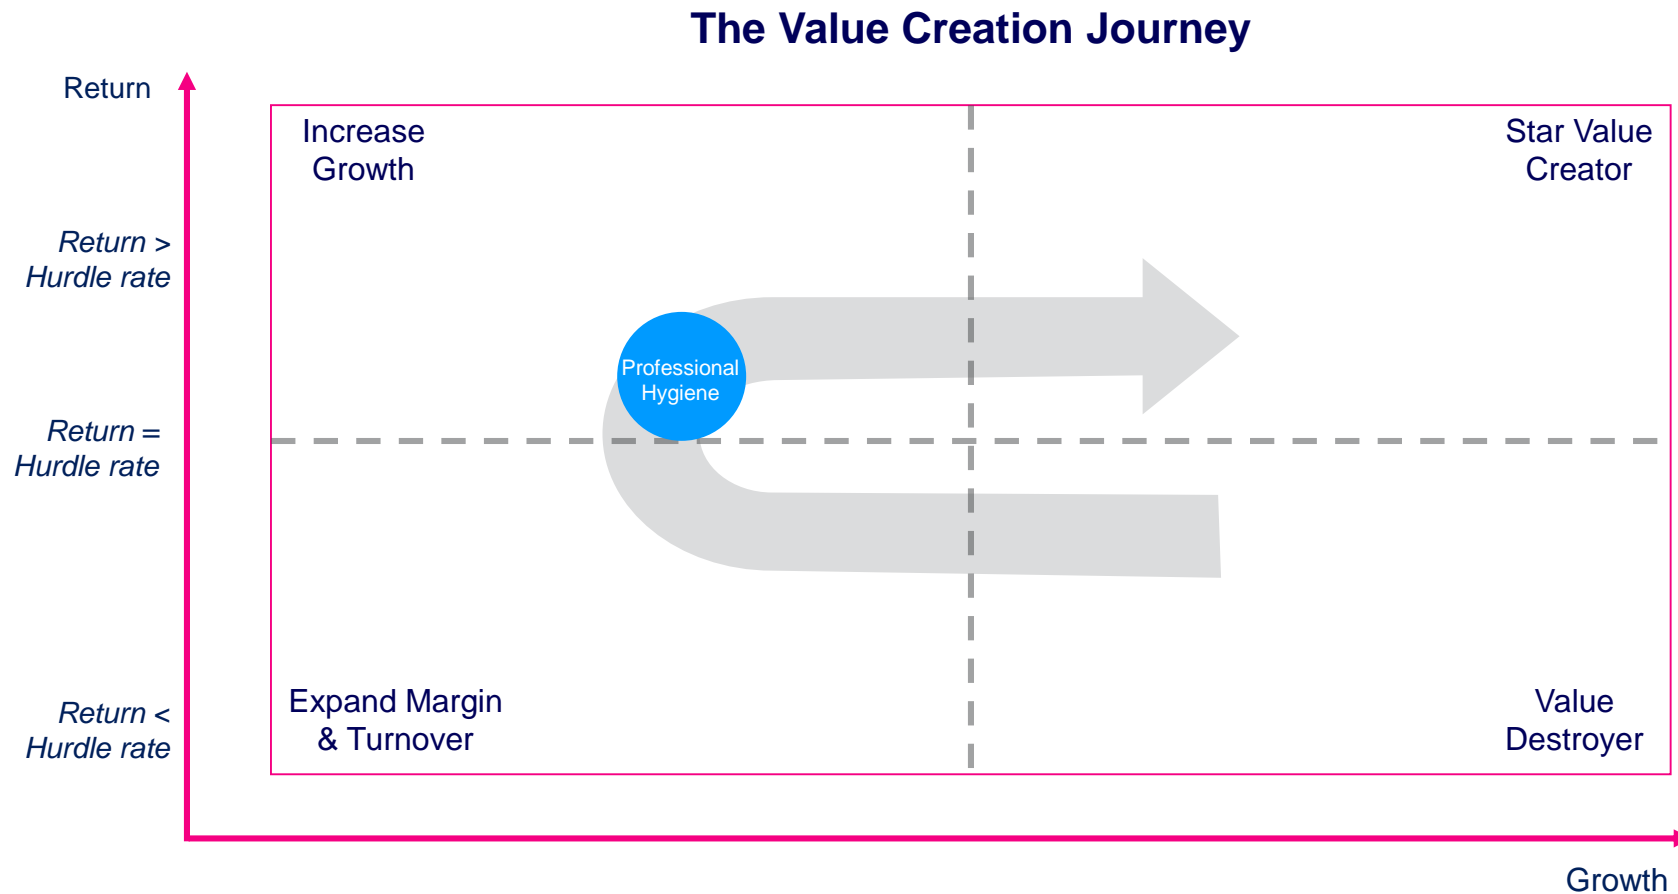 The Value Creation Journey
Return
Increase
Growth
Star Value
Creator
Return >
Hurdle rate
Professional
Hygiene
Return =
Hurdle rate
Expand Margin
& Turnover
Value
Destroyer
Return <
Hurdle rate
Growth